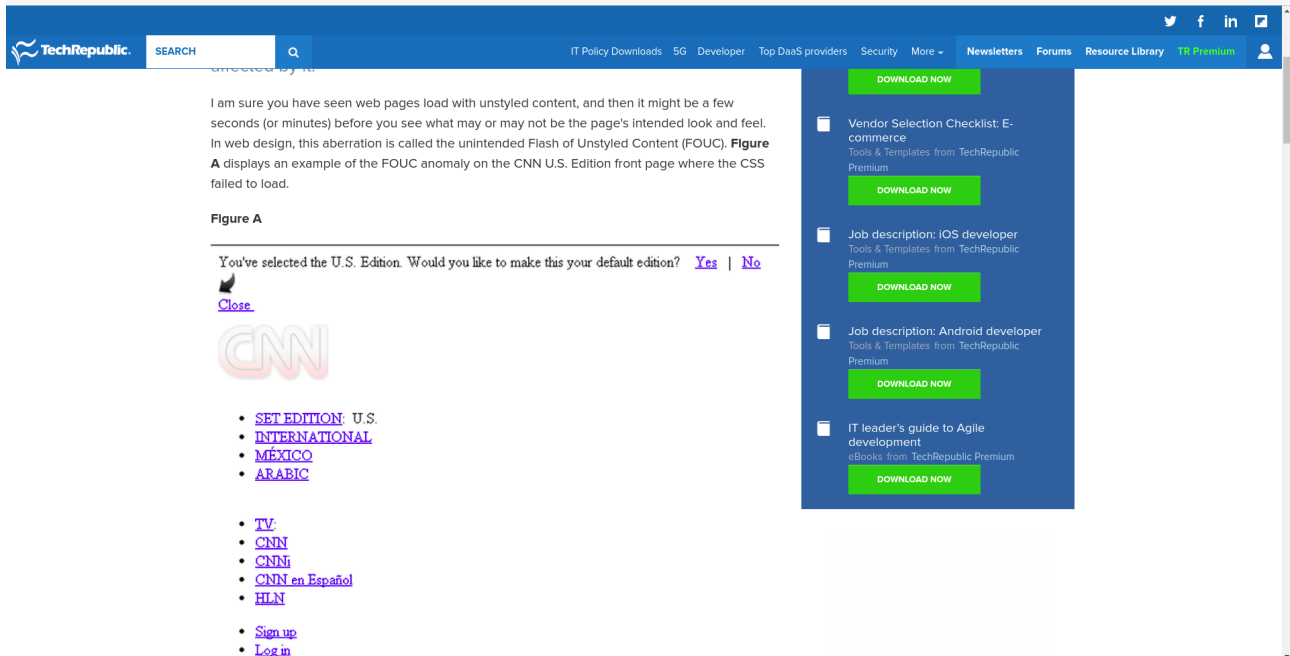 TechRepublic.
SEARCH
IT Policy Downloads 5G Developer Top DaaS providers Security More
Newsletters Forums Resource Library TR Premium
affected by it.
I am sure you have seen web pages load with unstyled content, and then it might be a few
seconds (or minutes) before you see what may or may not be the page's intended look and feel.
In web design, this aberration is called the unintended Flash of Unstyled Content (FOUC). Figure
A displays an example of the FOUC anomaly on the CNN U.S. Edition front page where the CSS
failed to load.
Figure A
You've selected the U.S. Edition. Would you like to make this your default edition? Yes | No
Close
CNN
• SET EDITION: U.S.
• INTERNATIONAL
• MÉXICO
• ARABIC
• TV:
• CNN
• CNNi
• CNN en Español
• HLN
• Sign up
• Log in
DOWNLOAD NOW
Vendor Selection Checklist: E-
commerce
Tools & Templates from TechRepublic
Premium
DOWNLOAD NOW
Job description: iOS developer
Tools & Templates from TechRepublic
Premium
DOWNLOAD NOW
Job description: Android developer
Tools & Templates from TechRepublic
Premium
DOWNLOAD NOW
IT leader's guide to Agile
development
eBooks from TechRepublic Premium
DOWNLOAD NOW